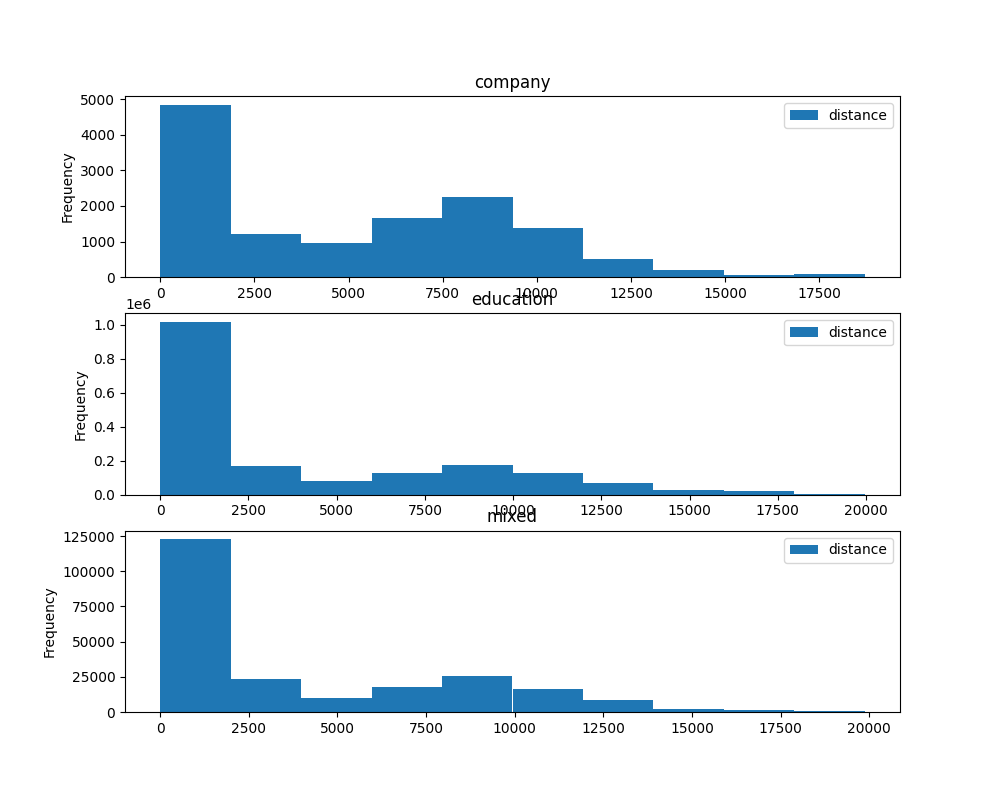 company
5000
4000
3000
2000
1000
0
Frequency
distance
0 2500 5000 7500 10000 12500 15000 17500
1e6
education
1.0
0.8
0.6
0.4
0.2
0.0
Frequency
distance
0 2500 5000 7500 10000 12500 15000 17500 20000
mixed
125000
100000
75000
50000
25000
0
Frequency
distance
0 2500 5000 7500 10000 12500 15000 17500 20000